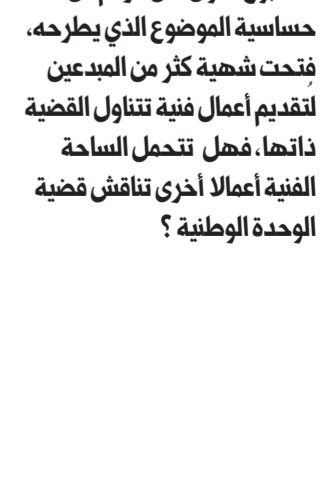 حساسية الموضوع الذي يطرحه،
فتحت شهية كثر من المبدعين
لتقديم أعمال فنية تتناول القضية
ذاتها، فهل تتحمل الساحة
الفنية أعمالا أخرى تناقش قضية
الوحدة الوطنية ؟